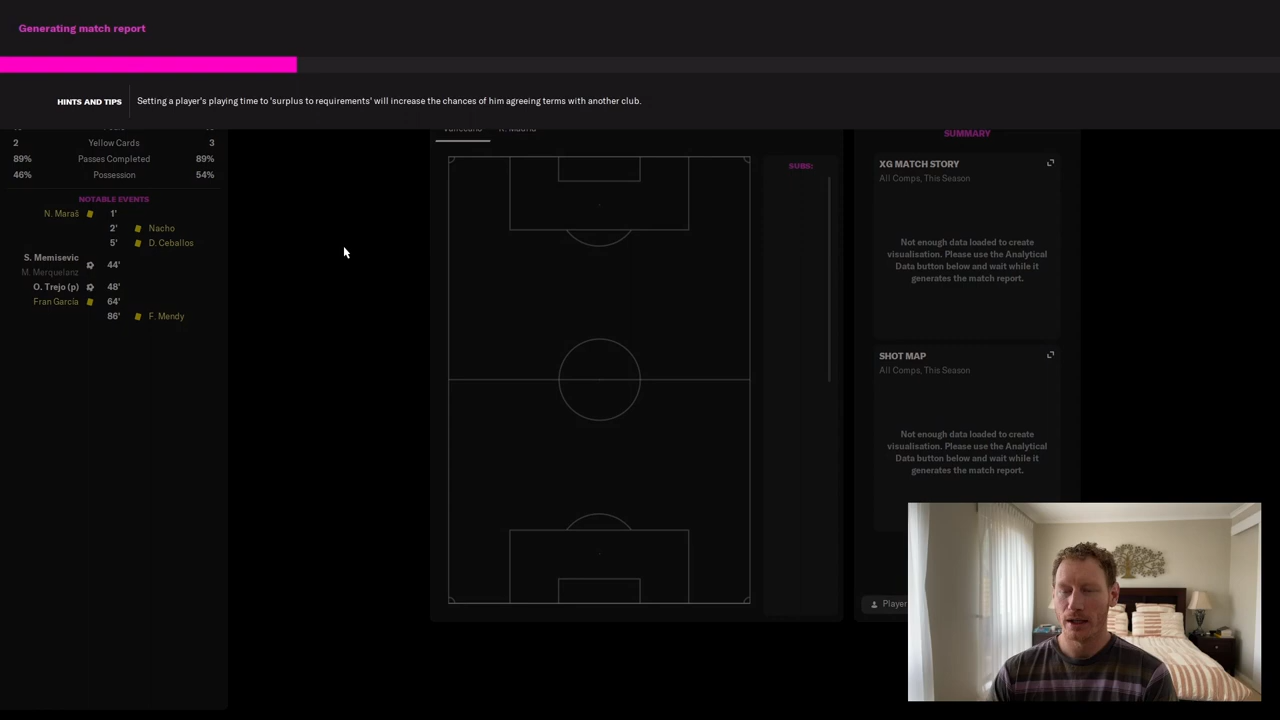 Generating match report
HINTS AND TIPS
Setting a player's playing time to 'surplus to requirements' will increase the chances of him agreeing terms with another club.
2 Yellow Cards 3
89% Passes Completed 89%
46% Possession 54%
NOTABLE EVENTS
N. Maraš 1'
2' Nacho
5' D. Ceballos
S. Memisevic
M. Merquelanz
44'
O. Trejo (p) 48'
Fran García 64'
86' F. Mendy
SUBS:
SUMMARY
XG MATCH STORY
All Comps, This Season
Not enough data loaded to create
visualisation. Please use the Analytical
Data button below and wait while it
generates the match report.
SHOT MAP
All Comps, This Season
Not enough data loaded to create
visualisation. Please use the Analytical
Data button below and wait while it
generates the match report.
Player